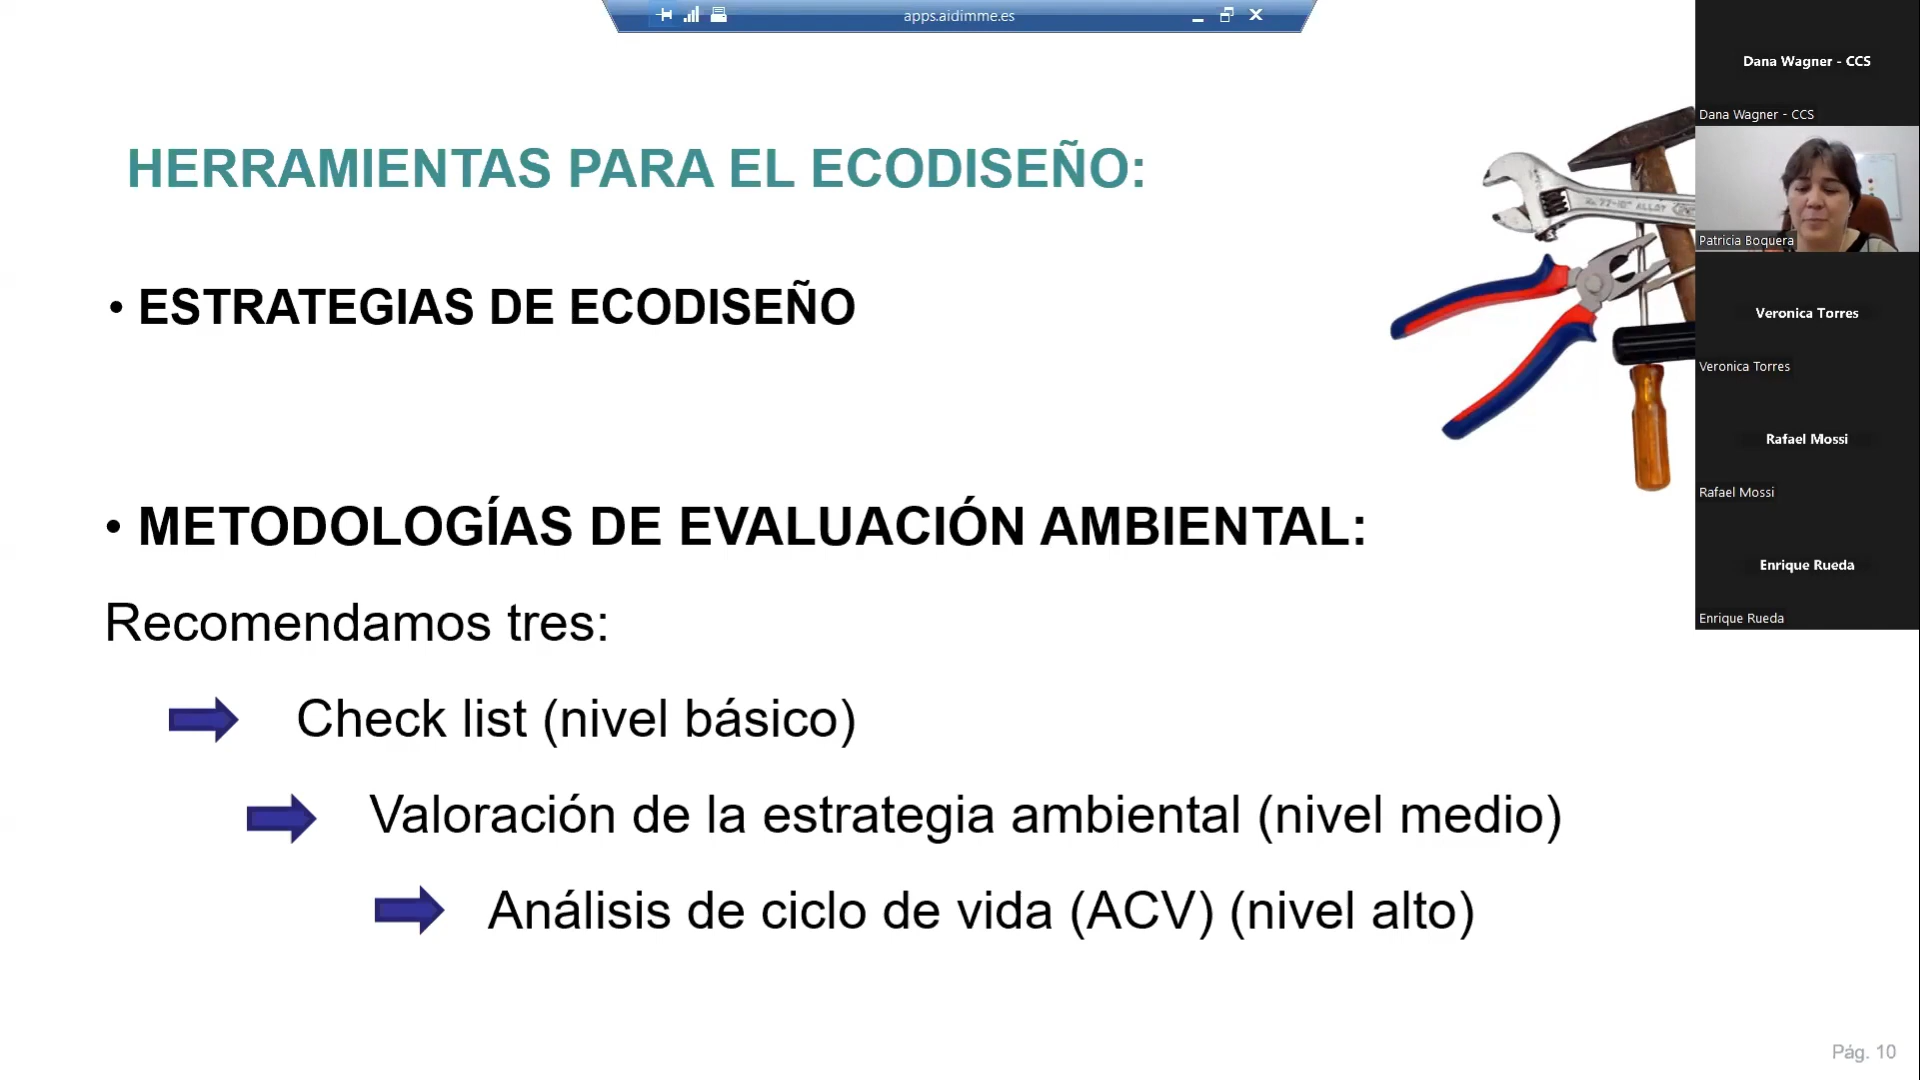 apps.aidimme.es
HERRAMIENTAS PARA EL ECODISEÑO:
• ESTRATEGIAS DE ECODISEÑO
• METODOLOGÍAS DE EVALUACIÓN AMBIENTAL:
Recomendamos tres:
Check list (nivel básico)
Valoración de la estrategia ambiental (nivel medio)
Análisis de ciclo de vida (ACV) (nivel alto)
Pág. 10
Dana Wagner - CCS
Dana Wagner - CCS
Patricia Boquera
Veronica Torres
Veronica Torres
Rafael Mossi
Rafael Mossi
Enrique Rueda
Enrique Rueda